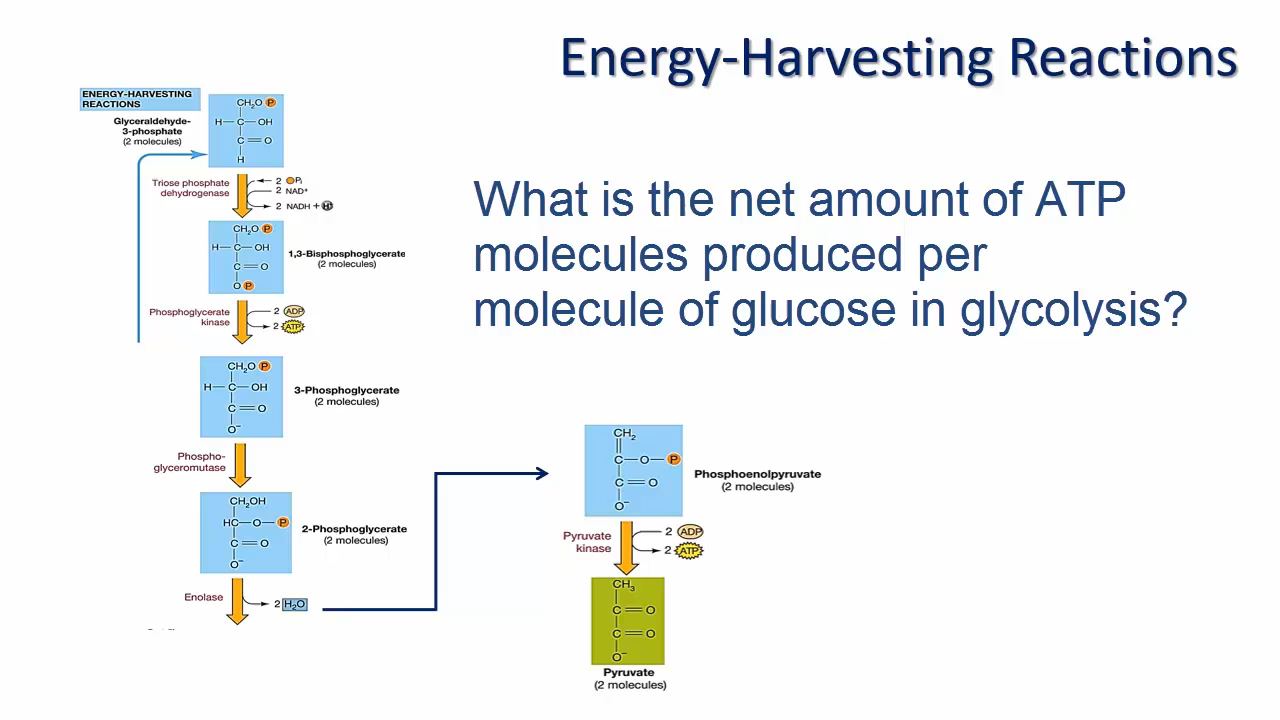 Energy-Harvesting Reactions
ENERGY-HARVESTING
REACTIONS
Glyceraldehyde-
3-phosphate
(2 molecules)
CH2O P
H—C—OH
C=O
H
Triose phosphate
dehydrogenase
2 Pi
2 NAD+
2 NADH + H+
CH2O P
H—C—OH
C=O
O P
1,3-Bisphosphoglycerate
(2 molecules)
Phosphoglycerate
kinase
2 ADP
2 ATP
CH2O P
H—C—OH
C=O
O−
3-Phosphoglycerate
(2 molecules)
Phospho-
glyceromutase
CH2OH
HC—O—P
C=O
O−
2-Phosphoglycerate
(2 molecules)
Enolase
2 H2O
What is the net amount of ATP
molecules produced per
molecule of glucose in glycolysis?
CH2
C—O—P
C=O
O−
Phosphoenolpyruvate
(2 molecules)
Pyruvate
kinase
2 ADP
2 ATP
CH3
C=O
C=O
O−
Pyruvate
(2 molecules)